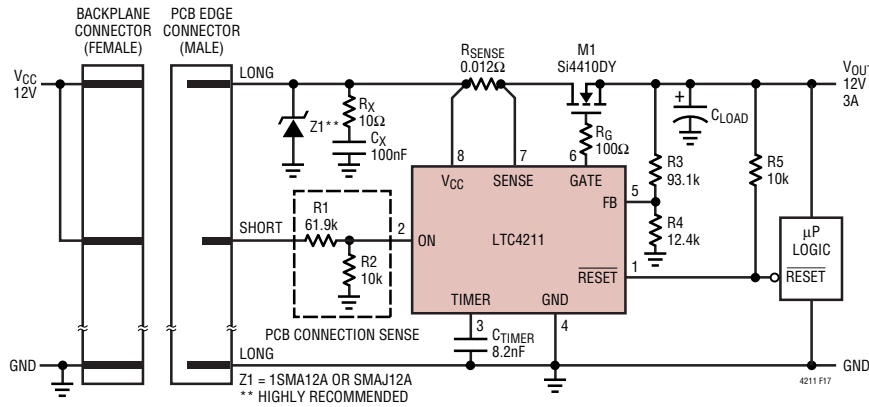 BACKPLANE
CONNECTOR
(FEMALE)
PCB EDGE
CONNECTOR
(MALE)
VCC
12V
LONG
Z1**
RX
10Ω
CX
100nF
RSENSE
0.012Ω
M1
Si4410DY
RG
100Ω
VOUT
12V
3A
CLOAD
R3
93.1k
R5
10k
8
7
6
VCC
SENSE
GATE
5
FB
R4
12.4k
SHORT
R1
61.9k
R2
10k
2
ON
LTC4211
RESET
1
µP
LOGIC
RESET
PCB CONNECTION SENSE
TIMER
GND
3
4
CTIMER
8.2nF
GND
LONG
GND
Z1 = 1SMA12A OR SMAJ12A
** HIGHLY RECOMMENDED
4211 F17